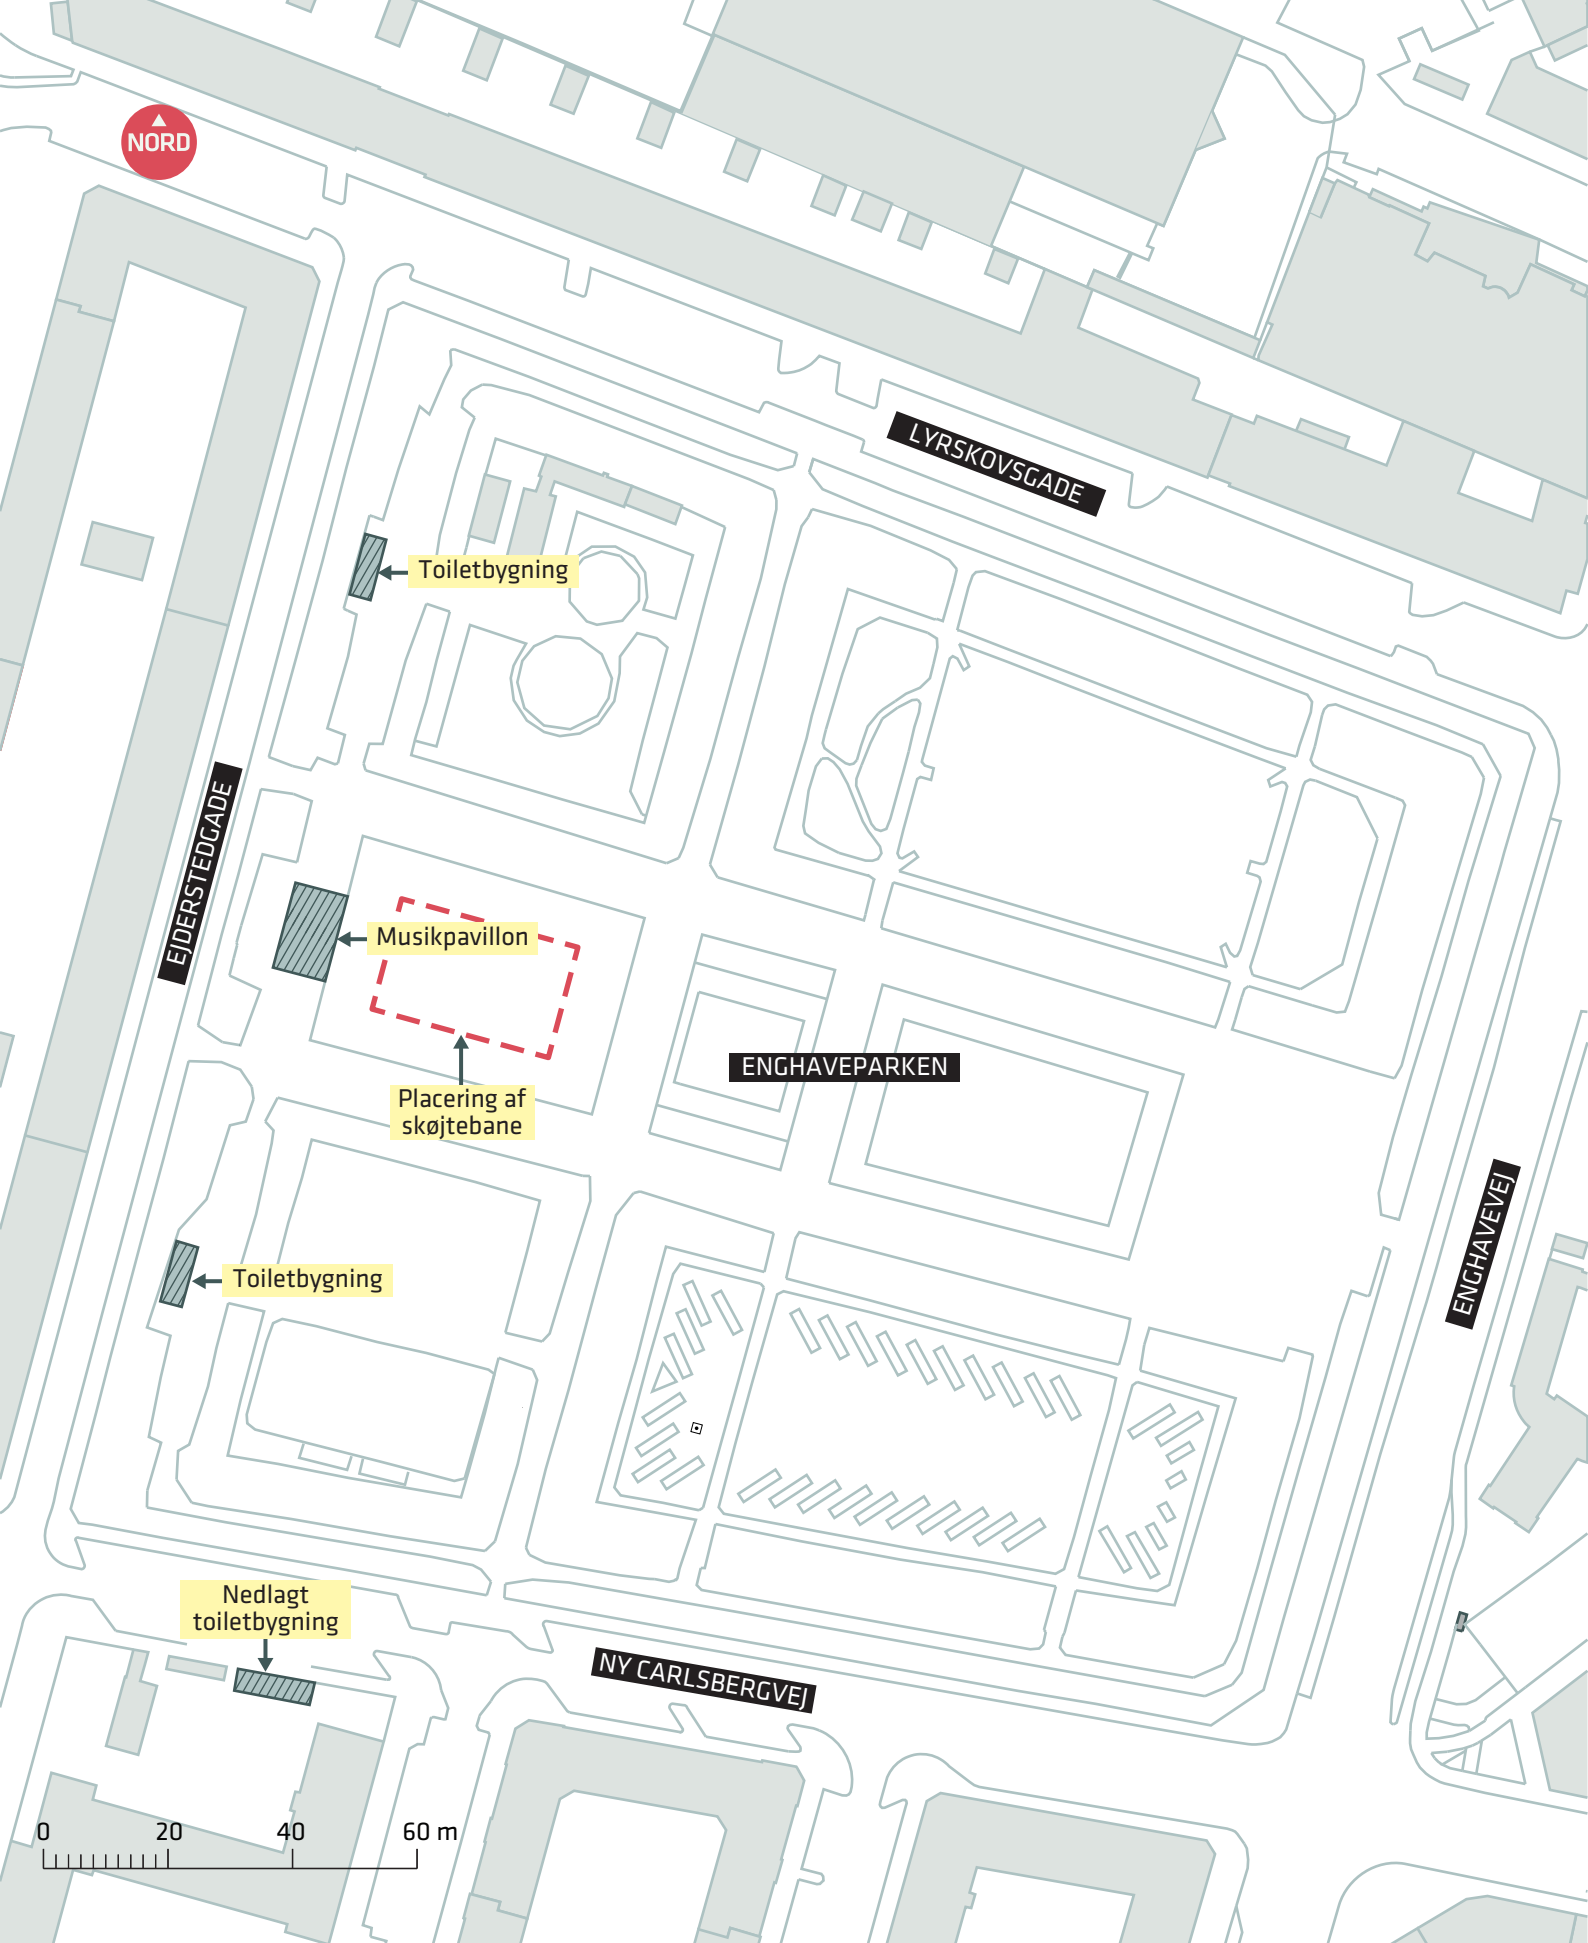 NORD
LYRSKOVSGADE
Toiletbygning
EJDERSTEDGADE
Musikpavillon
ENGHAVEPARKEN
Placering af
skøjtebane
ENGHAVEVEJ
Toiletbygning
Nedlagt
toiletbygning
NY CARLSBERGVEJ
0 20 40 60 m